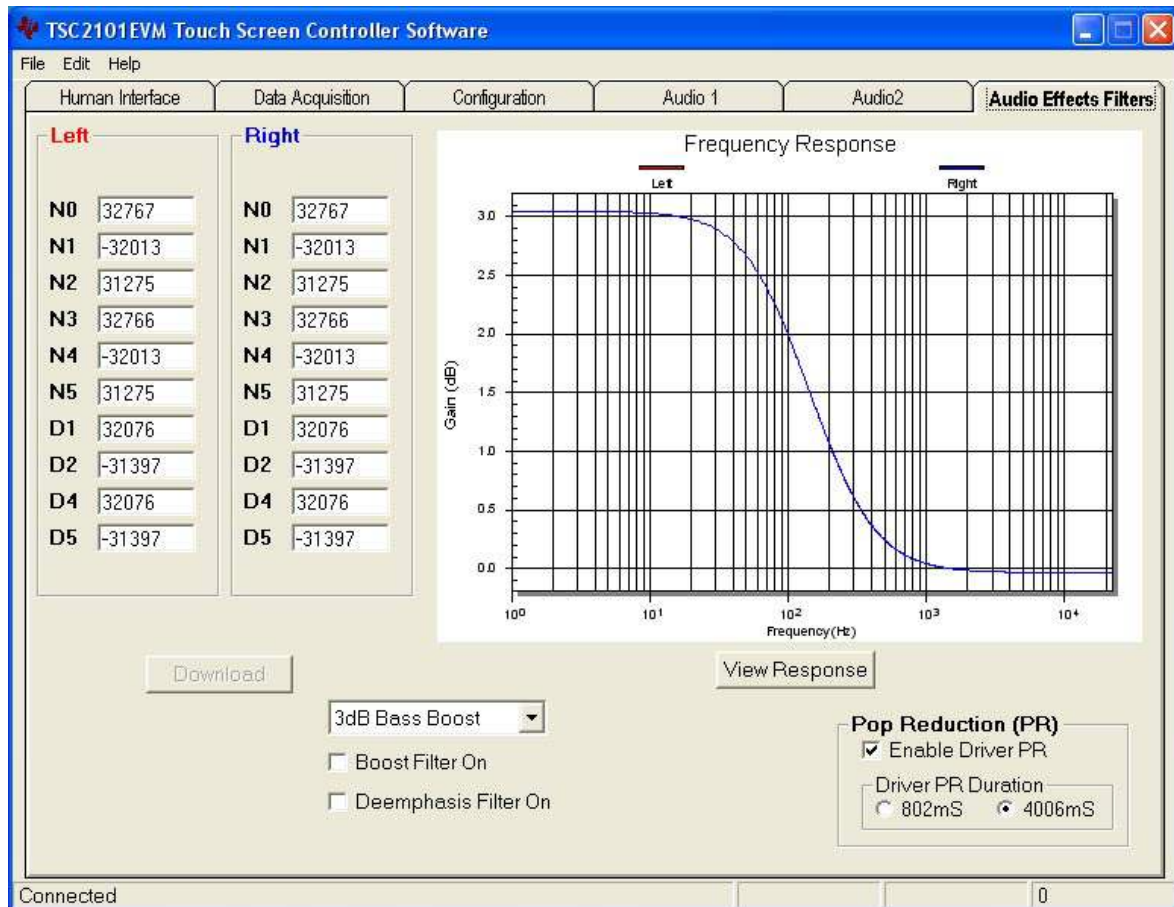 TSC2101EVM Touch Screen Controller Software
File Edit Help
Human Interface Data Acquisition Configuration Audio 1 Audio2 Audio Effects Filters
Left
N0 32767
N1 -32013
N2 31275
N3 32766
N4 -32013
N5 31275
D1 32076
D2 -31397
D4 32076
D5 -31397
Right
N0 32767
N1 -32013
N2 31275
N3 32766
N4 -32013
N5 31275
D1 32076
D2 -31397
D4 32076
D5 -31397
Frequency Response
Left Right
Gain (dB)
3.0
2.5
2.0
1.5
1.0
0.5
0.0
10⁰ 10¹ 10² 10³ 10⁴
Frequency(Hz)
Download
View Response
3dB Bass Boost
Boost Filter On
Deemphasis Filter On
Pop Reduction (PR)
Enable Driver PR
Driver PR Duration
802mS 4006mS
Connected 0